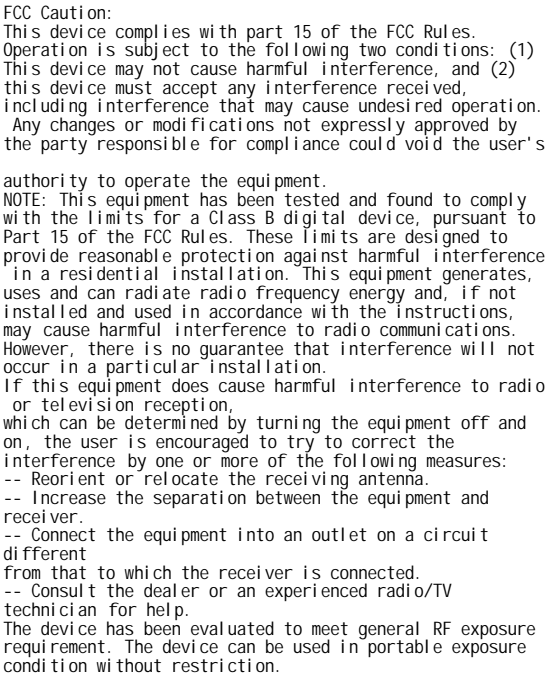 FCC Caution:
This device complies with part 15 of the FCC Rules.
Operation is subject to the following two conditions: (1)
This device may not cause harmful interference, and (2)
this device must accept any interference received,
including interference that may cause undesired operation.
Any changes or modifications not expressly approved by
the party responsible for compliance could void the user's
authority to operate the equipment.
NOTE: This equipment has been tested and found to comply
with the limits for a Class B digital device, pursuant to
Part 15 of the FCC Rules. These limits are designed to
provide reasonable protection against harmful interference
in a residential installation. This equipment generates,
uses and can radiate radio frequency energy and, if not
installed and used in accordance with the instructions,
may cause harmful interference to radio communications.
However, there is no guarantee that interference will not
occur in a particular installation.
If this equipment does cause harmful interference to radio
or television reception,
which can be determined by turning the equipment off and
on, the user is encouraged to try to correct the
interference by one or more of the following measures:
-- Reorient or relocate the receiving antenna.
-- Increase the separation between the equipment and
receiver.
-- Connect the equipment into an outlet on a circuit
different
from that to which the receiver is connected.
-- Consult the dealer or an experienced radio/TV
technician for help.
The device has been evaluated to meet general RF exposure
requirement. The device can be used in portable exposure
condition without restriction.